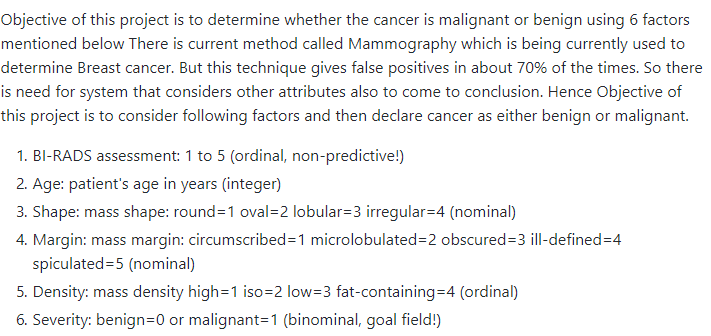 Objective of this project is to determine whether the cancer is malignant or benign using 6 factors
mentioned below There is current method called Mammography which is being currently used to
determine Breast cancer. But this technique gives false positives in about 70% of the times. So there
is need for system that considers other attributes also to come to conclusion. Hence Objective of
this project is to consider following factors and then declare cancer as either benign or malignant.
1. BI-RADS assessment: 1 to 5 (ordinal, non-predictive!)
2. Age: patient's age in years (integer)
3. Shape: mass shape: round=1 oval=2 lobular=3 irregular=4 (nominal)
4. Margin: mass margin: circumscribed=1 microlobulated=2 obscured=3 ill-defined=4
spiculated=5 (nominal)
5. Density: mass density high=1 iso=2 low=3 fat-containing=4 (ordinal)
6. Severity: benign=0 or malignant=1 (binominal, goal field!)